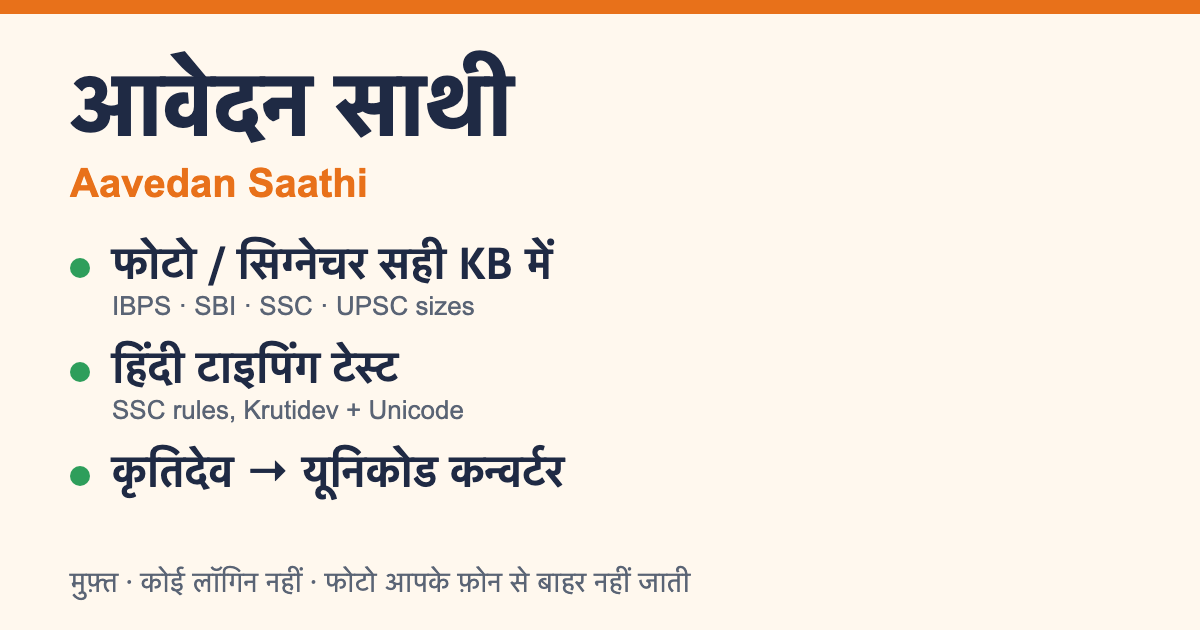 आवेदन साथी
Aavedan Saathi
फोटो / सिग्नेचर सही KB में
IBPS · SBI · SSC · UPSC sizes
हिंदी टाइपिंग टेस्ट
SSC rules, Krutidev + Unicode
कृतिदेव → यूनिकोड कन्वर्टर
मुफ़्त · कोई लॉगिन नहीं · फोटो आपके फ़ोन से बाहर नहीं जाती